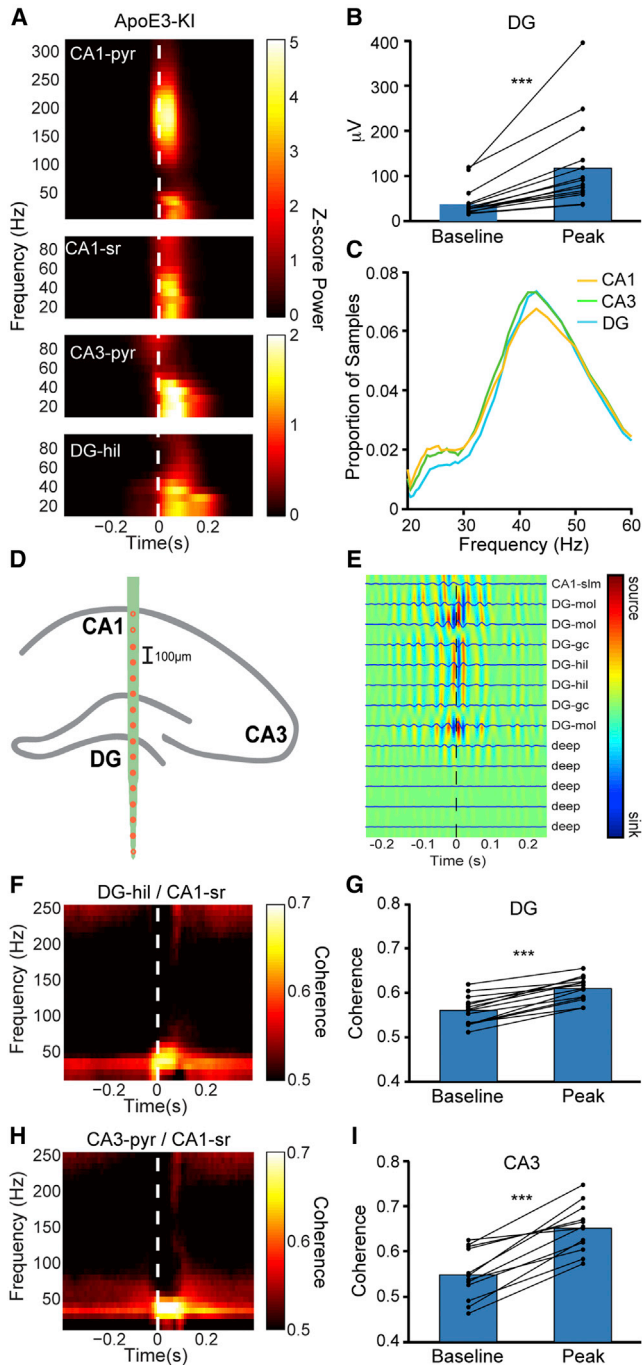 A
ApoE3-KI
CA1-pyr
300
250
200
150
100
50
CA1-sr
80
60
40
20
CA3-pyr
80
60
40
20
DG-hil
80
60
40
20
Frequency (Hz)
−0.2 0 0.2
Time(s)
5
4
3
2
1
0
2
1
0
Z-score Power
B
DG
***
400
300
200
100
0
µV
Baseline Peak
C
CA1
CA3
DG
0.08
0.06
0.04
0.02
0
Proportion of Samples
20 30 40 50 60
Frequency (Hz)
D
CA1
100µm
CA3
DG
E
CA1-slm
DG-mol
DG-mol
DG-gc
DG-hil
DG-hil
DG-gc
DG-mol
deep
deep
deep
deep
deep
source
sink
-0.2 -0.1 0 0.1 0.2
Time (s)
F
DG-hil / CA1-sr
250
200
150
100
50
Frequency (Hz)
−0.2 0 0.2
Time(s)
0.7
0.6
0.5
Coherence
G
DG
***
0.8
0.7
0.6
0.5
0.4
Coherence
Baseline Peak
H
CA3-pyr / CA1-sr
250
200
150
100
50
Frequency (Hz)
−0.2 0 0.2
Time(s)
0.7
0.6
0.5
Coherence
I
CA3
***
0.8
0.7
0.6
0.5
0.4
Coherence
Baseline Peak